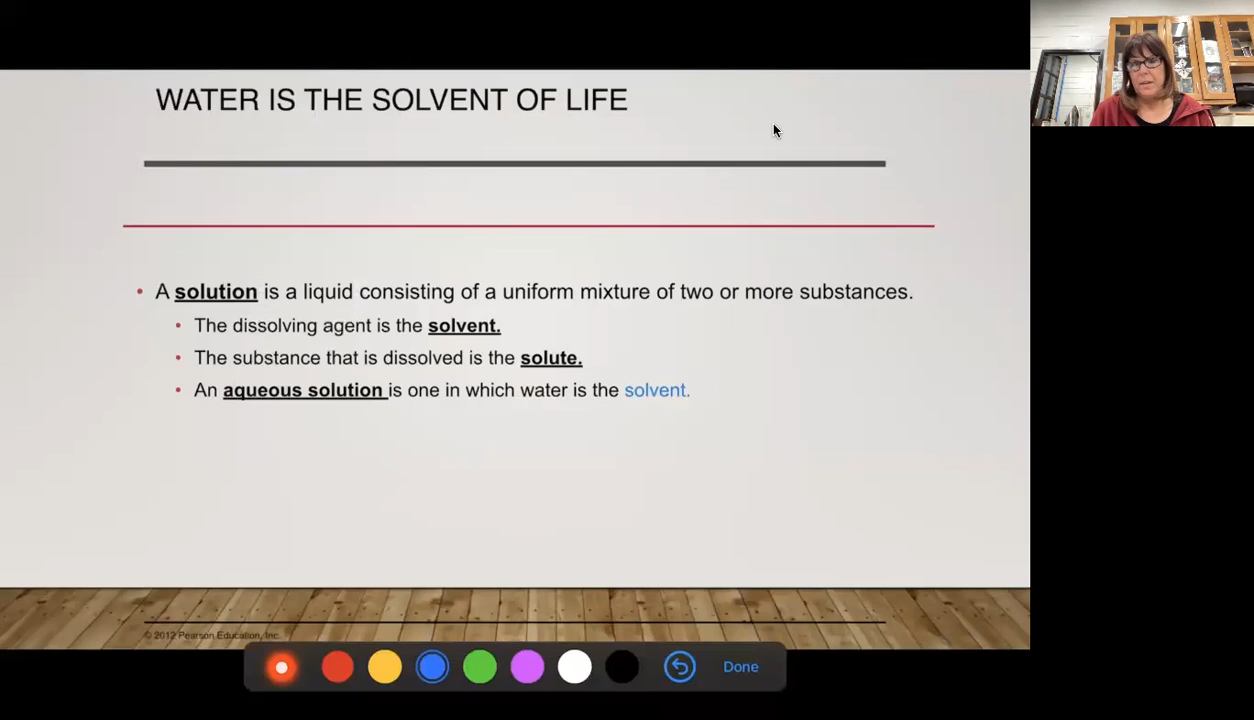 WATER IS THE SOLVENT OF LIFE
• A solution is a liquid consisting of a uniform mixture of two or more substances.
• The dissolving agent is the solvent.
• The substance that is dissolved is the solute.
• An aqueous solution is one in which water is the solvent.
© 2012 Pearson Education, Inc.
Done